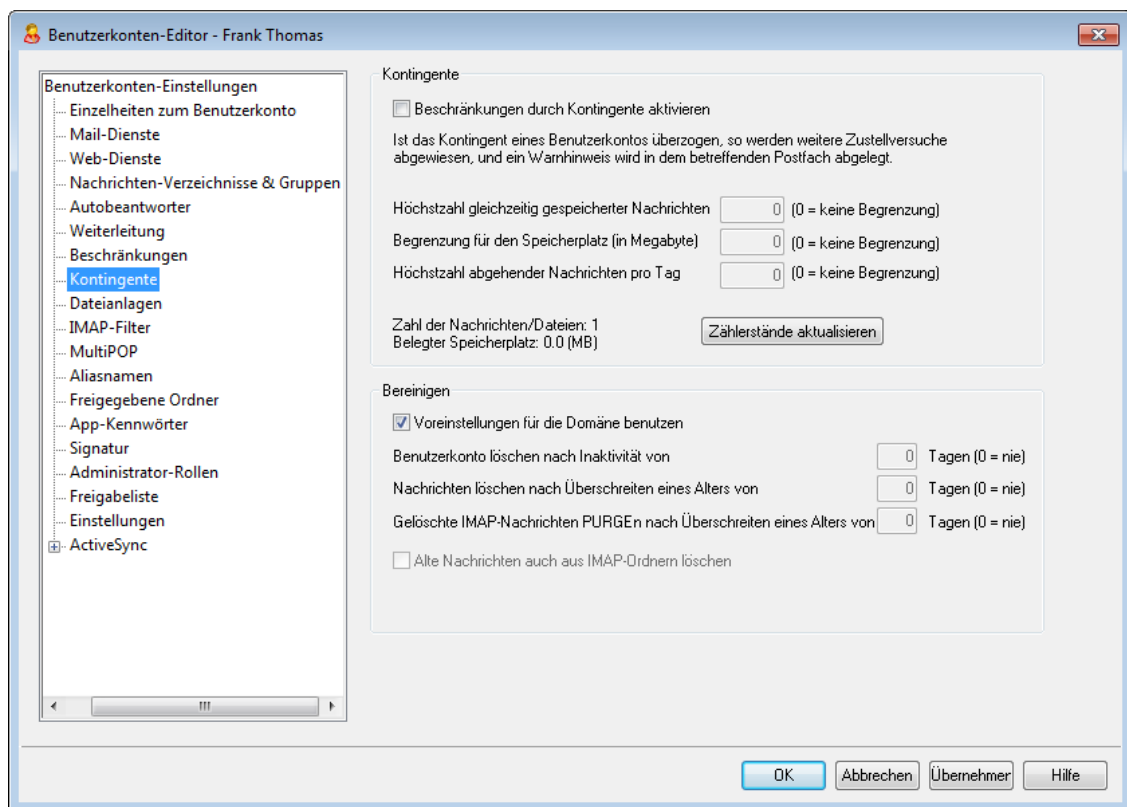 Benutzerkonten-Editor - Frank Thomas
Benutzerkonten-Einstellungen
Einzelheiten zum Benutzerkonto
Mail-Dienste
Web-Dienste
Nachrichten-Verzeichnisse & Gruppen
Autobeantworter
Weiterleitung
Beschränkungen
Kontingente
Dateianlagen
IMAP-Filter
MultiPOP
Aliasnamen
Freigegebene Ordner
App-Kennwörter
Signatur
Administrator-Rollen
Freigabeliste
Einstellungen
ActiveSync
Kontingente
Beschränkungen durch Kontingente aktivieren
Ist das Kontingent eines Benutzerkontos überzogen, so werden weitere Zustellversuche
abgewiesen, und ein Warnhinweis wird in dem betreffenden Postfach abgelegt.
Höchstzahl gleichzeitig gespeicherter Nachrichten 0 (0 = keine Begrenzung)
Begrenzung für den Speicherplatz (in Megabyte) 0 (0 = keine Begrenzung)
Höchstzahl abgehender Nachrichten pro Tag 0 (0 = keine Begrenzung)
Zahl der Nachrichten/Dateien: 1
Belegter Speicherplatz: 0.0 (MB)
Zählerstände aktualisieren
Bereinigen
Voreinstellungen für die Domäne benutzen
Benutzerkonto löschen nach Inaktivität von 0 Tagen (0 = nie)
Nachrichten löschen nach Überschreiten eines Alters von 0 Tagen (0 = nie)
Gelöschte IMAP-Nachrichten PURGEn nach Überschreiten eines Alters von 0 Tagen (0 = nie)
Alte Nachrichten auch aus IMAP-Ordnern löschen
OK Abbrechen Übernehmer Hilfe